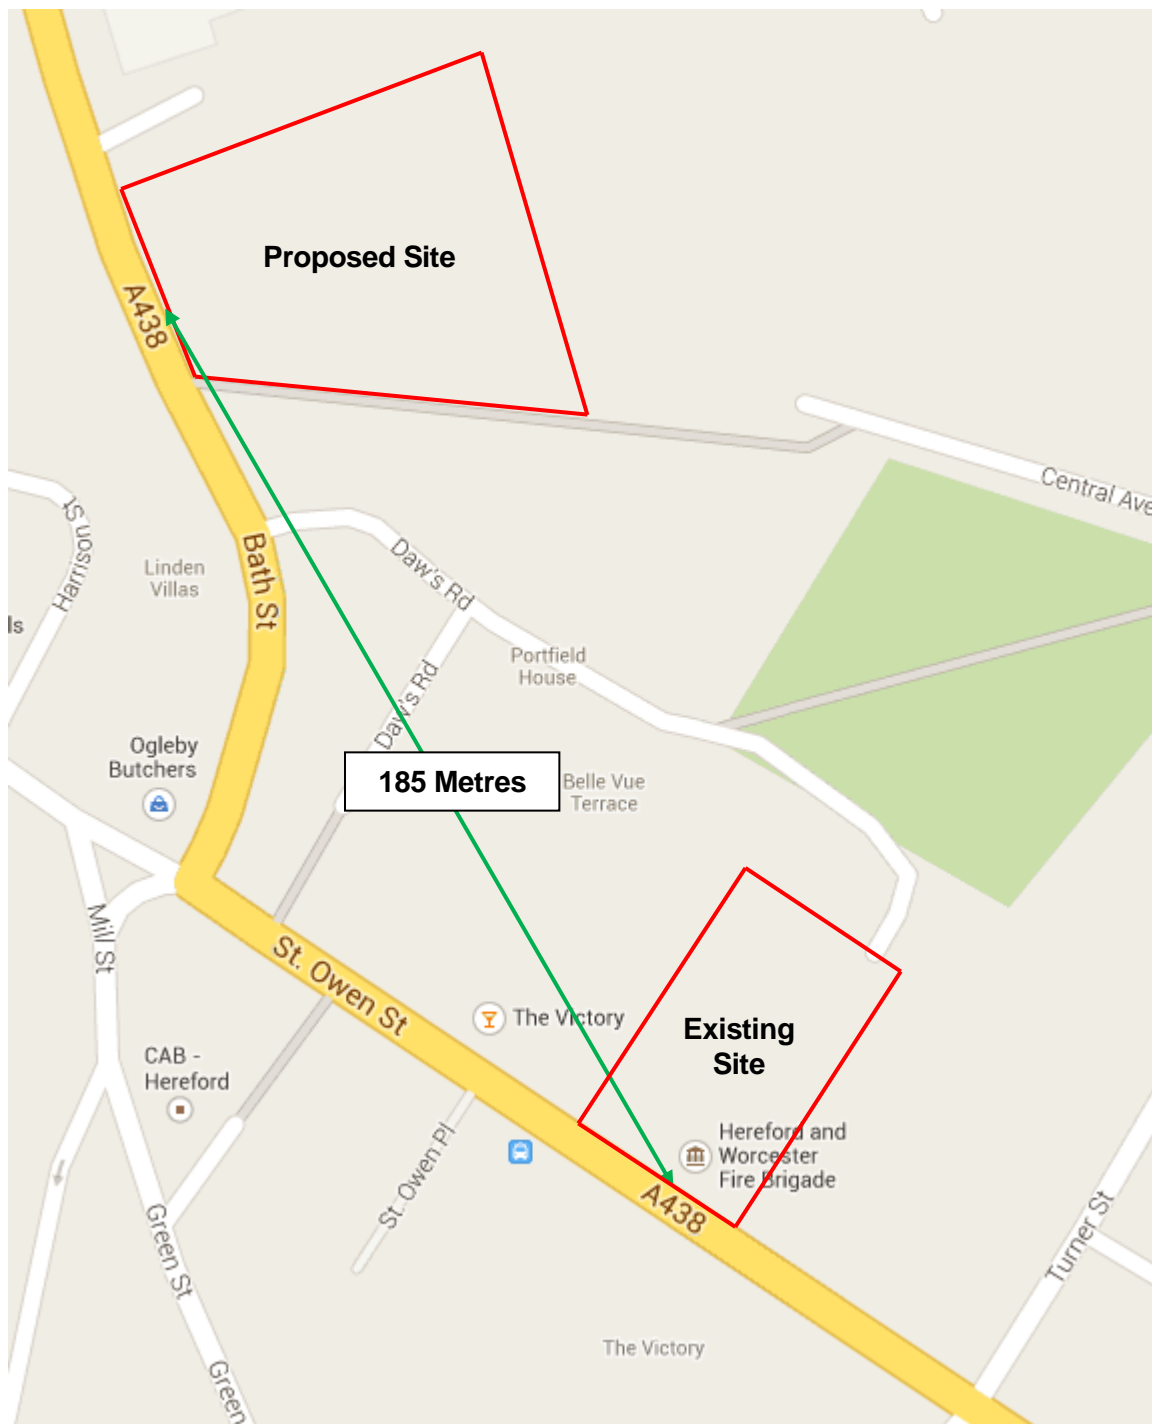 Proposed Site
A438
Central Ave
Harrison St
Bath St
Linden
Villas
Daw's Rd
ls
Portfield
House
Daw's Rd
Ogleby
Butchers
185 Metres
Belle Vue
Terrace
Mill St
St. Owen St
The Victory
Existing
Site
CAB -
Hereford
Hereford and
Worcester
Fire Brigade
St. Owen Pl
A438
Turner St
Green St
The Victory
Green